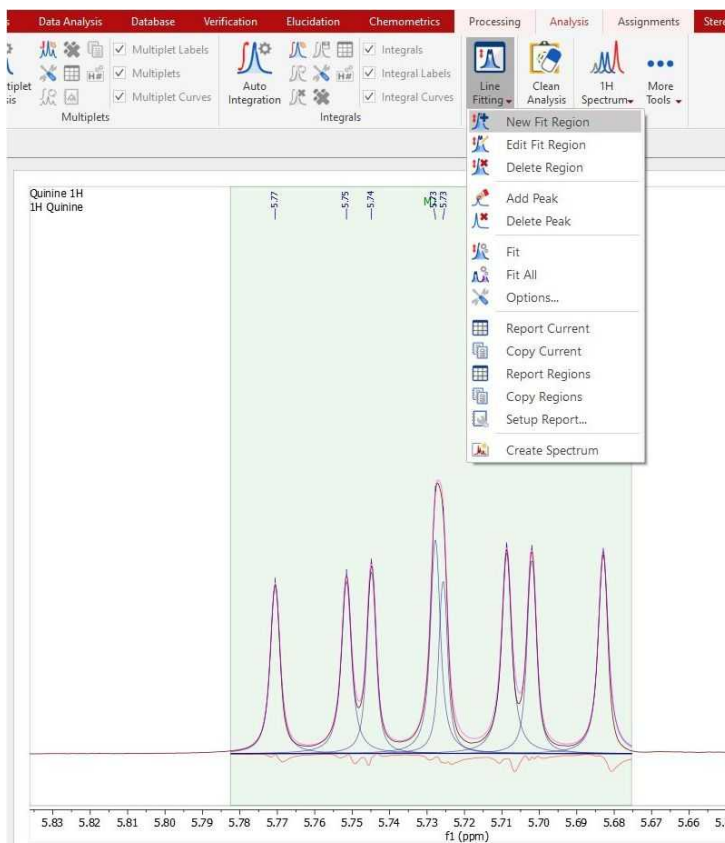 Data Analysis Database Verification Elucidation Chemometrics Processing Analysis Assignments
Multiplet Labels
Multiplets
Multiplet Curves
Multiplets
Auto
Integration
Integrals
Integral Labels
Integral Curves
Integrals
Line
Fitting
Clean
Analysis
1H
Spectrum
More
Tools
New Fit Region
Edit Fit Region
Delete Region
Add Peak
Delete Peak
Fit
Fit All
Options...
Report Current
Copy Current
Report Regions
Copy Regions
Setup Report...
Create Spectrum
Quinine 1H
1H Quinine
5.77 5.75 5.74 5.73 5.73
5.83 5.82 5.81 5.80 5.79 5.78 5.77 5.76 5.75 5.74 5.73 5.72 5.71 5.70 5.69 5.68 5.67 5.66
f1 (ppm)